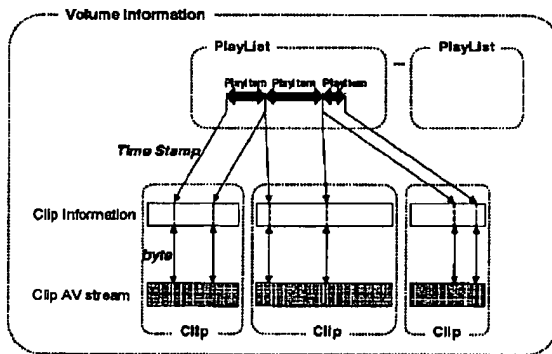 Volume Information
PlayList
PlayList
PlayItem PlayItem PlayItem
Time Stamp
Clip Information
byte
Clip AV stream
Clip
Clip
Clip